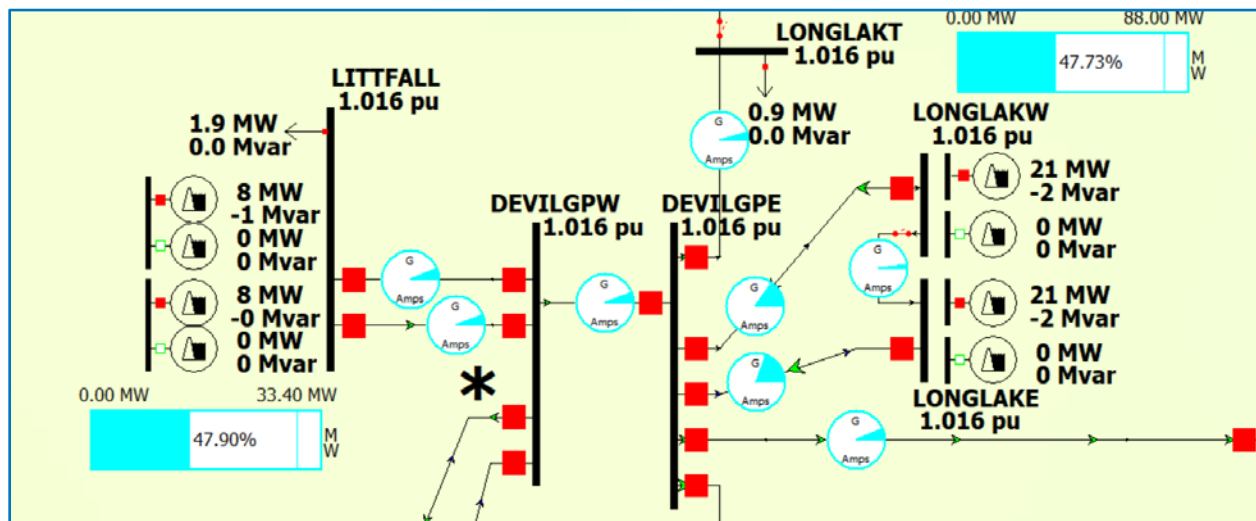 0.00 MW 88.00 MW
47.73%
M
W
LONGLAKT
1.016 pu
0.9 MW
0.0 Mvar
G
Amps
LITTFALL
1.016 pu
1.9 MW
0.0 Mvar
8 MW
-1 Mvar
0 MW
0 Mvar
8 MW
-0 Mvar
0 MW
0 Mvar
G
Amps
G
Amps
0.00 MW 33.40 MW
47.90%
M
W
*
DEVILGPW
1.016 pu
G
Amps
DEVILGPE
1.016 pu
G
Amps
G
Amps
G
Amps
LONGLAKW
1.016 pu
21 MW
-2 Mvar
0 MW
0 Mvar
G
Amps
21 MW
-2 Mvar
0 MW
0 Mvar
LONGLAKE
1.016 pu